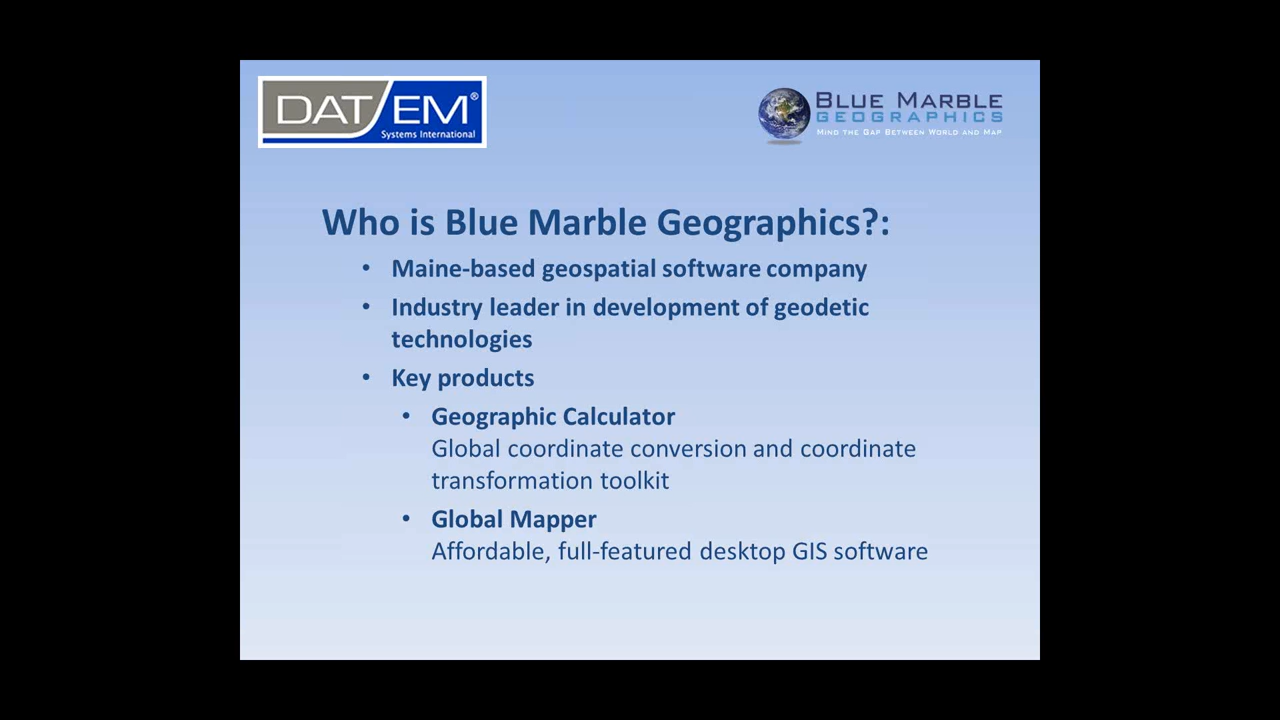 DAT/EM®
Systems International
BLUE MARBLE
GEOGRAPHICS
MIND THE GAP BETWEEN WORLD AND MAP
Who is Blue Marble Geographics?:
• Maine-based geospatial software company
• Industry leader in development of geodetic
technologies
• Key products
• Geographic Calculator
Global coordinate conversion and coordinate
transformation toolkit
• Global Mapper
Affordable, full-featured desktop GIS software